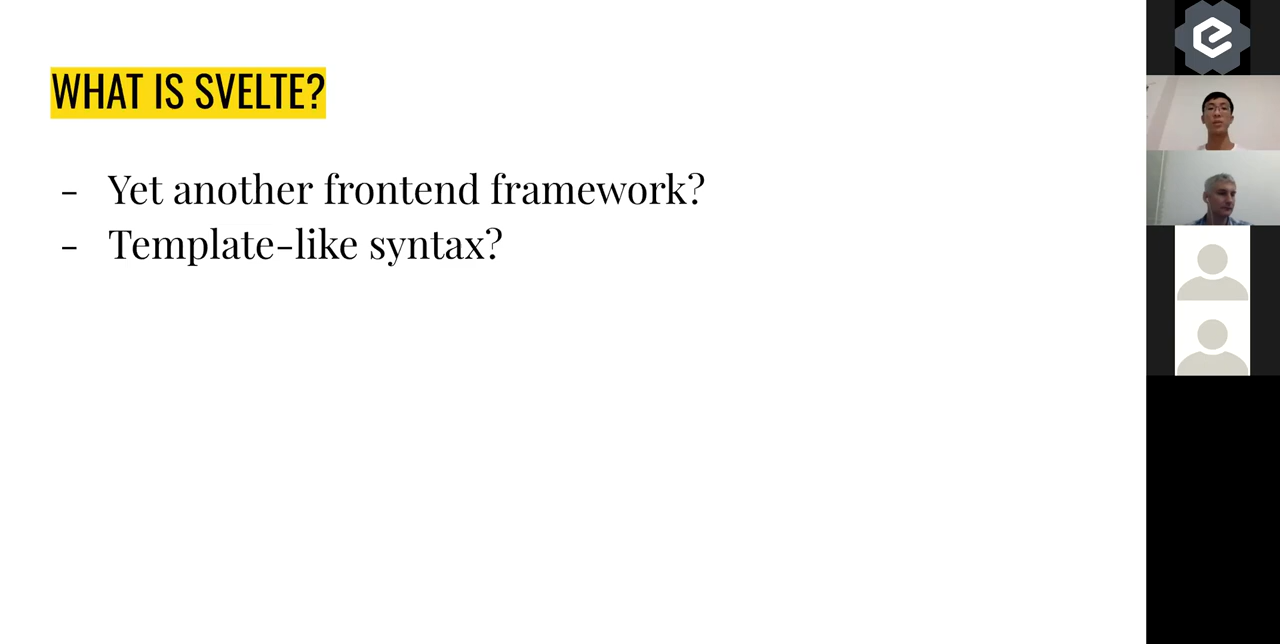 WHAT IS SVELTE?
- Yet another frontend framework?
- Template-like syntax?